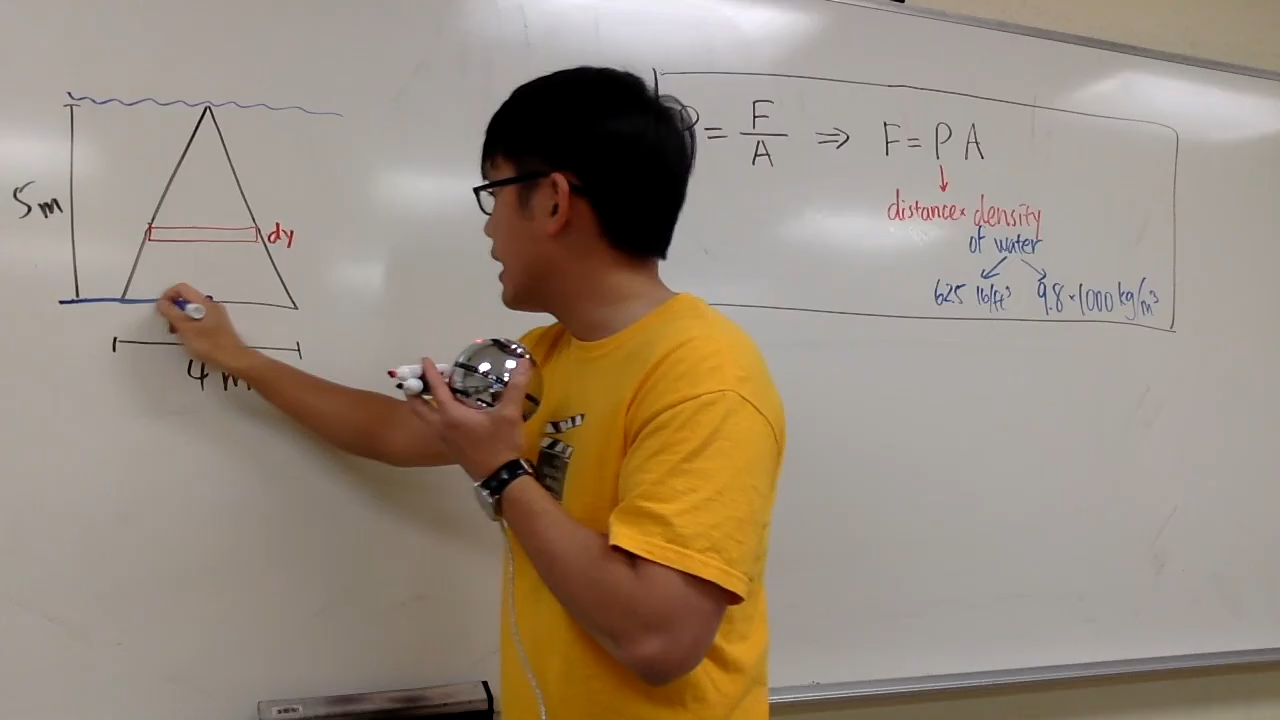 5m
dy
4 m
P = F/A ⇒ F = P A
distance × density
of water
62.5 lb/ft³ 9.8×1000 kg/m³